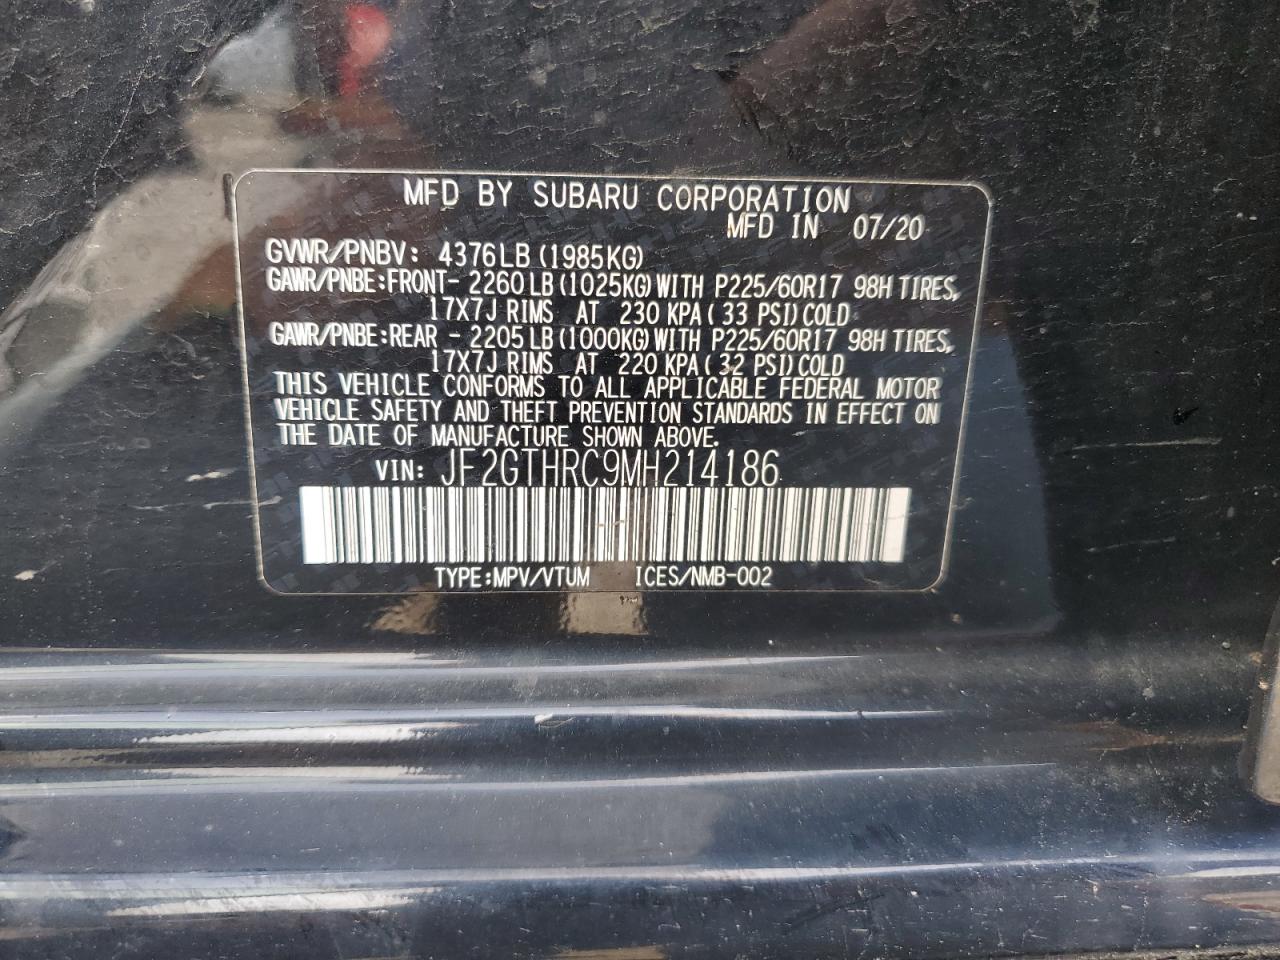 MFD BY SUBARU CORPORATION
MFD IN 07/20
GVWR/PNBV: 4376LB (1985KG)
GAWR/PNBE:FRONT- 2260 LB (1025KG) WITH P225/60R17 98H TIRES,
17X7J RIMS AT 230 KPA ( 33 PSI) COLD
GAWR/PNBE:REAR - 2205 LB (1000KG) WITH P225/60R17 98H TIRES,
17X7J RIMS AT 220 KPA ( 32 PSI) COLD
THIS VEHICLE CONFORMS TO ALL APPLICABLE FEDERAL MOTOR
VEHICLE SAFETY AND THEFT PREVENTION STANDARDS IN EFFECT ON
THE DATE OF MANUFACTURE SHOWN ABOVE.
VIN: JF2GTHRC9MH214186
TYPE:MPV/VTUM ICES/NMB-002